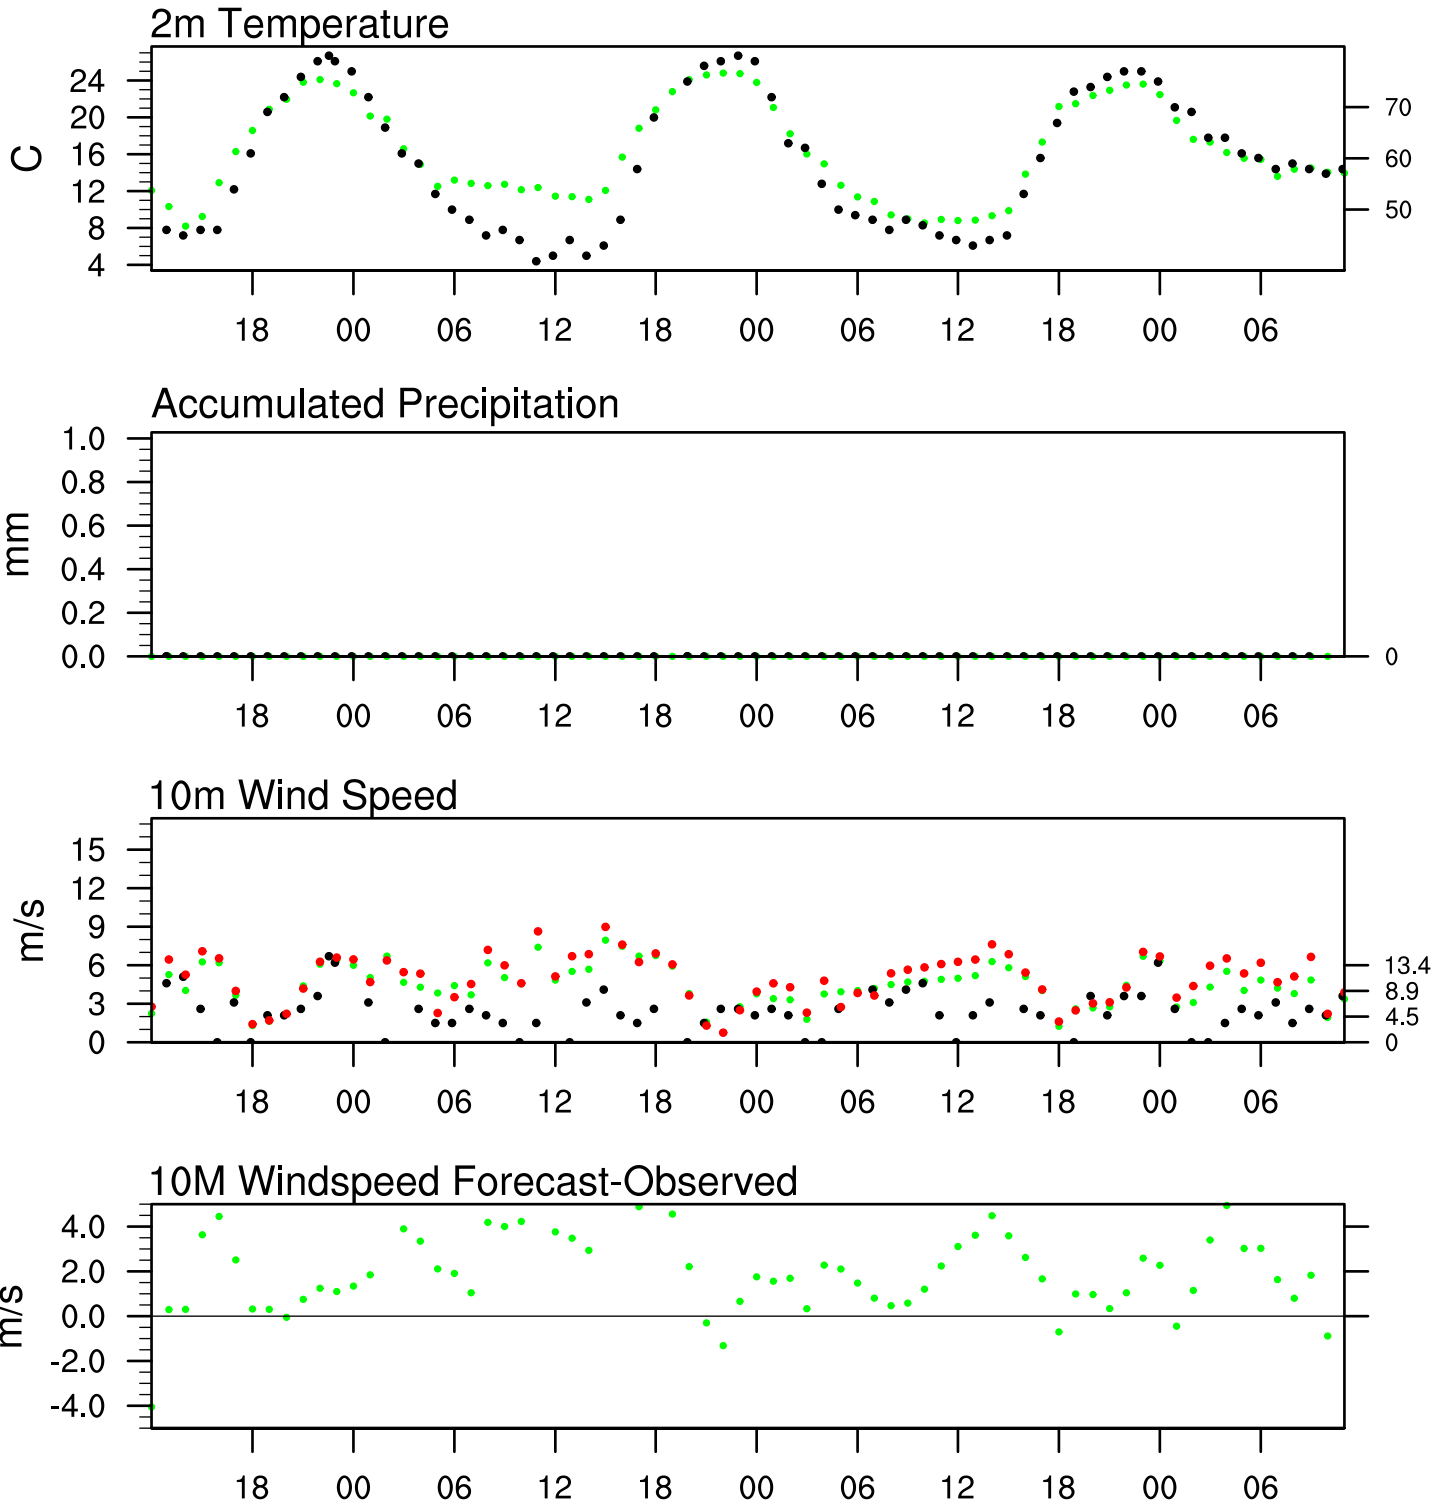 2m Temperature
C
24
20
16
12
8
4
70
60
50
18 00 06 12 18 00 06 12 18 00 06
Accumulated Precipitation
mm
1.0
0.8
0.6
0.4
0.2
0.0
0
18 00 06 12 18 00 06 12 18 00 06
10m Wind Speed
m/s
15
12
9
6
3
0
13.4
8.9
4.5
0
18 00 06 12 18 00 06 12 18 00 06
10M Windspeed Forecast-Observed
m/s
4.0
2.0
0.0
-2.0
-4.0
18 00 06 12 18 00 06 12 18 00 06